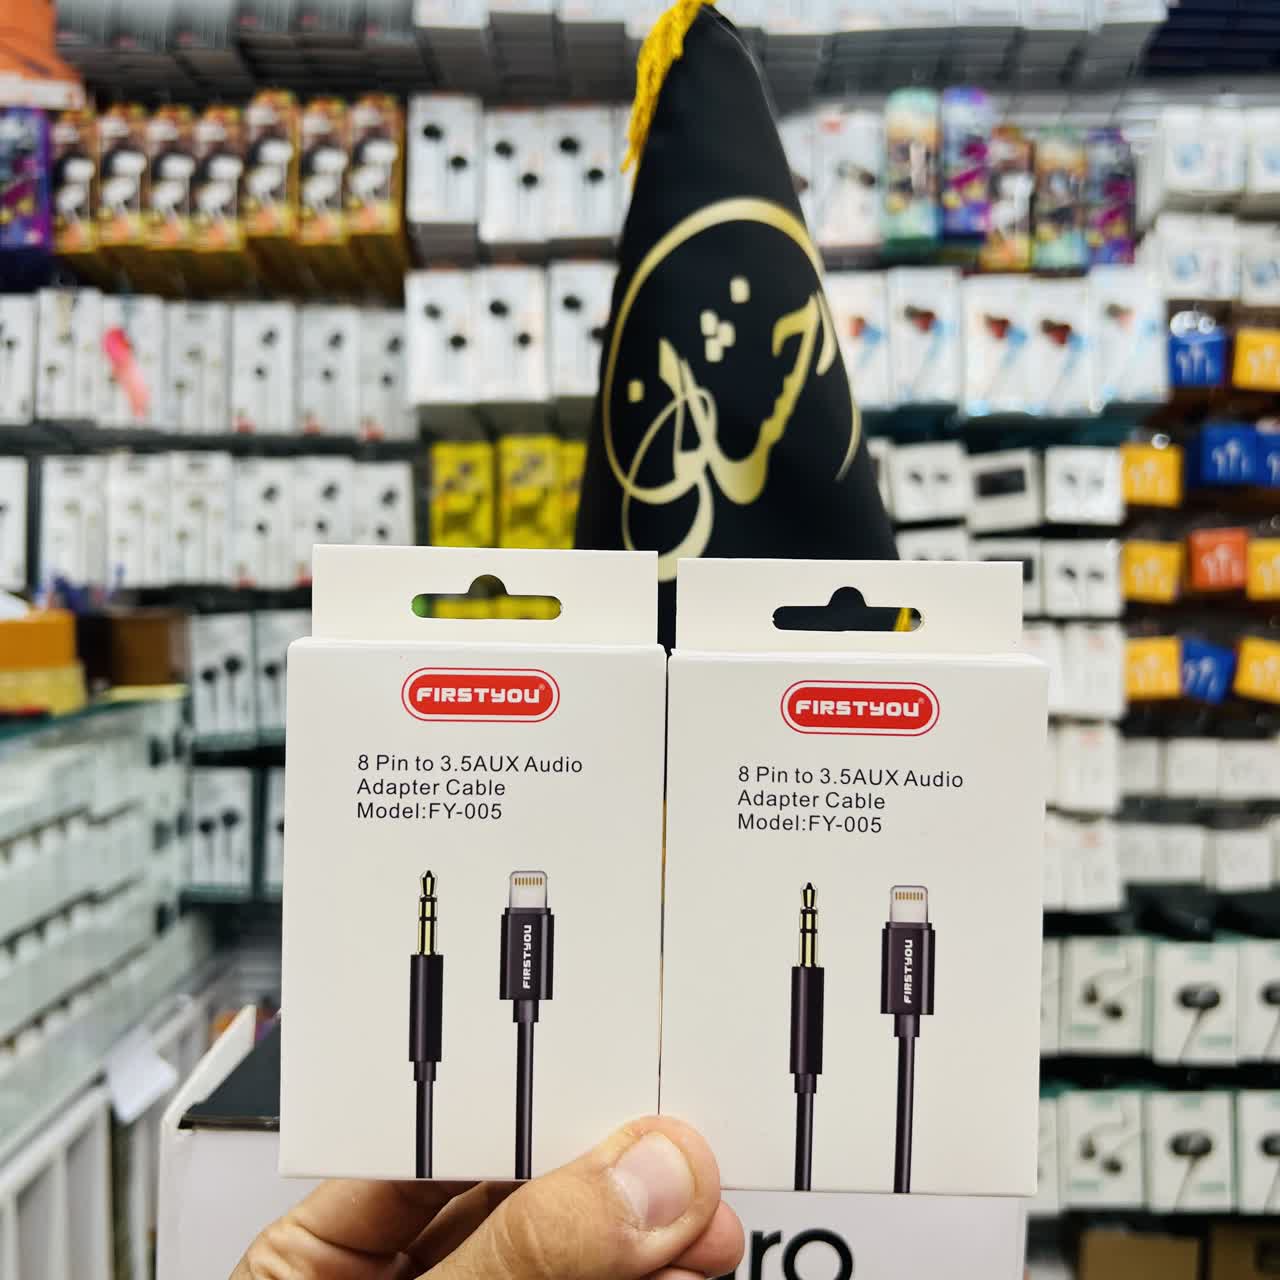 FIRSTYOU®
8 Pin to 3.5AUX Audio
Adapter Cable
Model:FY-005
FIRSTYOU
FIRSTYOU®
8 Pin to 3.5AUX Audio
Adapter Cable
Model:FY-005
FIRSTYOU